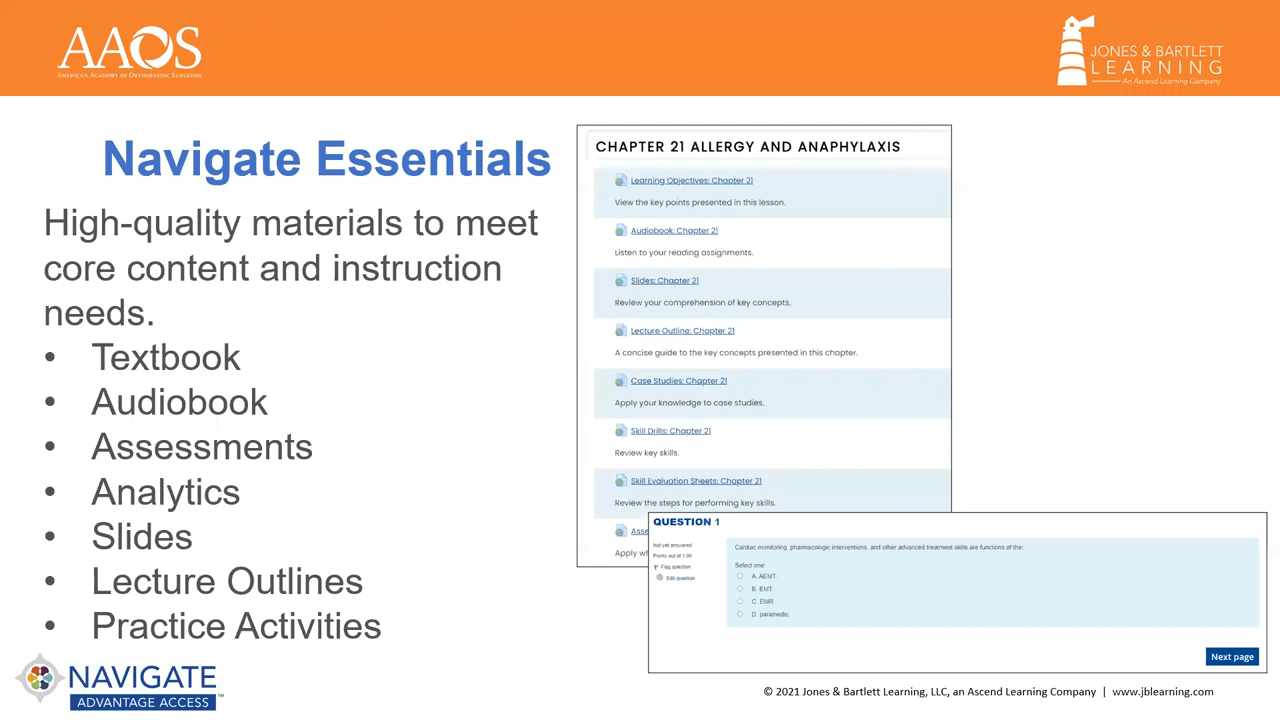 AAOS
AMERICAN ACADEMY OF ORTHOPAEDIC SURGEONS
JONES & BARTLETT
LEARNING
An Ascend Learning Company
Navigate Essentials
High-quality materials to meet
core content and instruction
needs.
• Textbook
• Audiobook
• Assessments
• Analytics
• Slides
• Lecture Outlines
• Practice Activities
CHAPTER 21 ALLERGY AND ANAPHYLAXIS
Learning Objectives: Chapter 21
View the key points presented in this lesson.
Audiobook: Chapter 21
Listen to your reading assignments.
Slides: Chapter 21
Review your comprehension of key concepts.
Lecture Outline: Chapter 21
A concise guide to the key concepts presented in this chapter.
Case Studies: Chapter 21
Apply your knowledge to case studies.
Skill Drills: Chapter 21
Review key skills.
Skill Evaluation Sheets: Chapter 21
Review the steps for performing key skills.
Asse
Apply wh
QUESTION 1
Not yet answered
Points out of 1.00
Flag question
Edit question
Cardiac monitoring, pharmacologic interventions, and other advanced treatment skills are functions of the:
Select one:
A. AEMT.
B. EMT.
C. EMR
D. paramedic.
Next page
NAVIGATE
ADVANTAGE ACCESS™
© 2021 Jones & Bartlett Learning, LLC, an Ascend Learning Company | www.jblearning.com